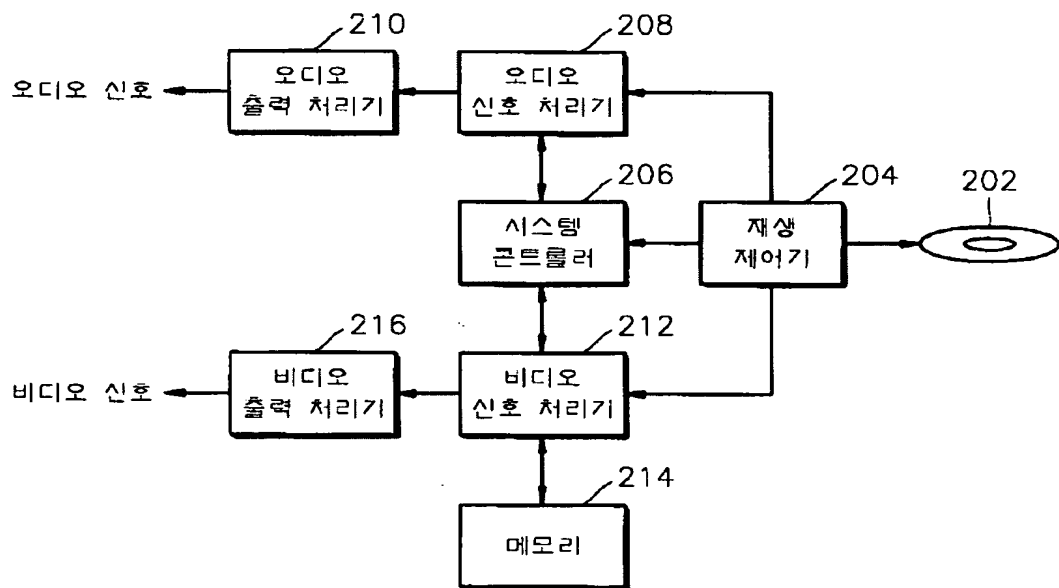 210
208
오디오 신호
오디오
출력 처리기
오디오
신호 처리기
206
204
202
시스템
콘트롤러
재생
제어기
216
212
비디오 신호
비디오
출력 처리기
비디오
신호 처리기
214
메모리